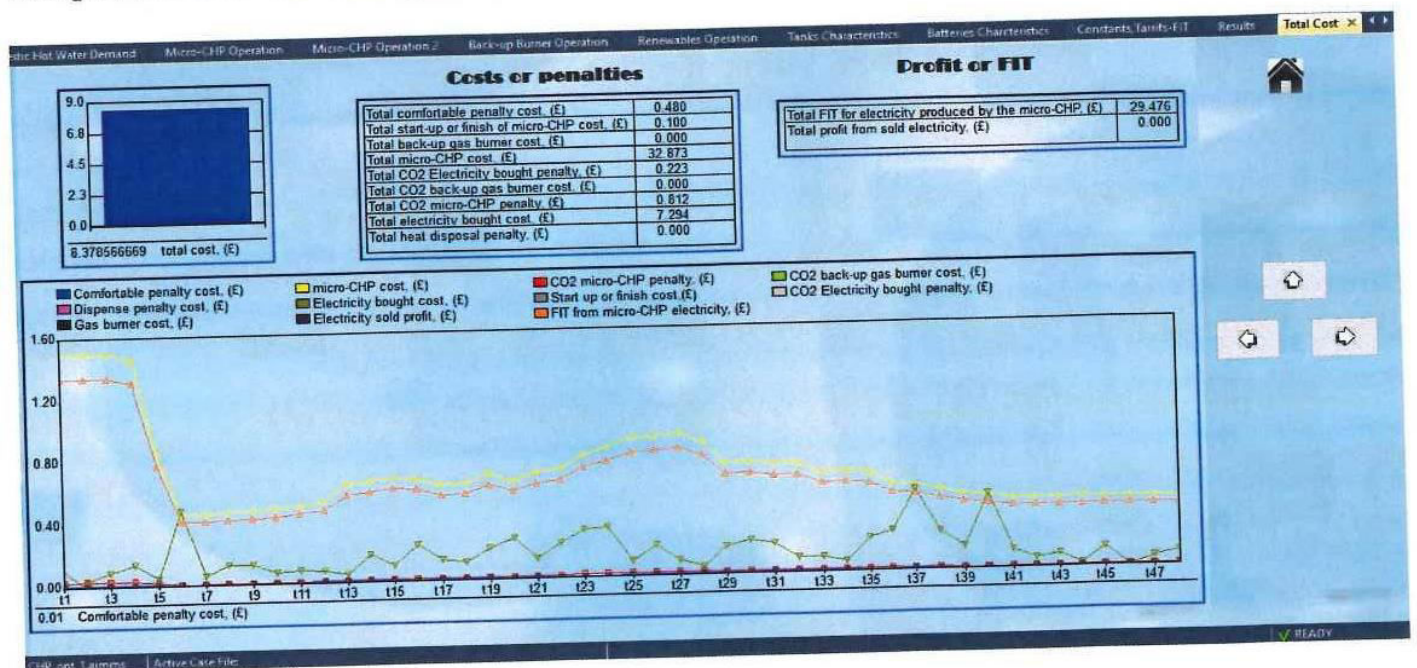 stic Hot Water Demand Micro-CHP Operation Micro-CHP Operation 2 Back-up Burner Operation Renewables Operation Tanks Characteristics Batteries Charcteristics Constants,Tarrifs-FIT Results Total Cost ×
Costs or penalties
Profit or FIT
9.0
6.8
4.5
2.3
0.0
8.378566669 total cost, (£)
Total comfortable penalty cost, (£) 0.480
Total start-up or finish of micro-CHP cost, (£) 0.100
Total back-up gas burner cost, (£) 0.000
Total micro-CHP cost, (£) 32.873
Total CO2 Electricity bought penalty, (£) 0.223
Total CO2 back-up gas burner cost, (£) 0.000
Total CO2 micro-CHP penalty, (£) 0.812
Total electricity bought cost, (£) 7.294
Total heat disposal penalty, (£) 0.000
Total FIT for electricity produced by the micro-CHP, (£) 29.476
Total profit from sold electricity, (£) 0.000
Comfortable penalty cost, (£) micro-CHP cost, (£) CO2 micro-CHP penalty, (£) CO2 back-up gas burner cost, (£)
Dispense penalty cost, (£) Electricity bought cost, (£) Start up or finish cost,(£) CO2 Electricity bought penalty, (£)
Gas burner cost, (£) Electricity sold profit, (£) FIT from micro-CHP electricity, (£)
1.60
1.20
0.80
0.40
0.00
t1 t3 t5 t7 t9 t11 t13 t15 t17 t19 t21 t23 t25 t27 t29 t31 t33 t35 t37 t39 t41 t43 t45 t47
0.01 Comfortable penalty cost, (£)
READY
Active Case File: